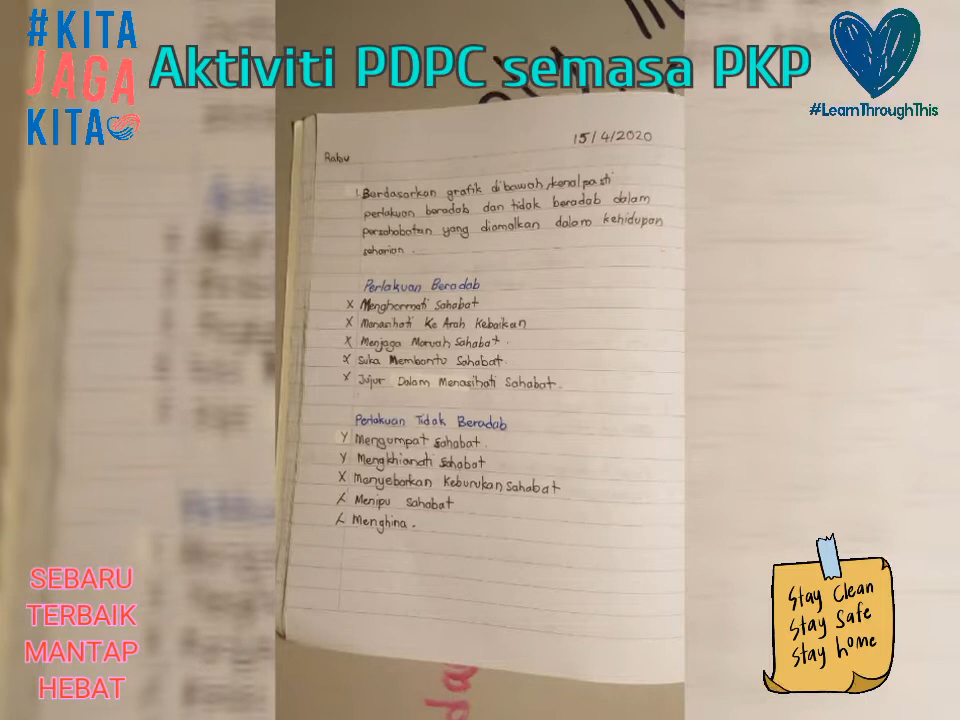 #KITA
JAGA
KITA
Aktiviti PDPC semasa PKP
#LearnThroughThis
15/4/2020
Rabu
1. Berdasarkan grafik dibawah, kenal pasti
perlakuan beradab dan tidak beradab dalam
persahabatan yang diamalkan dalam kehidupan
seharian.
Perlakuan Beradab
X Menghormati Sahabat
X Menasihati Ke Arah Kebaikan
X Menjaga Maruah Sahabat.
X Suka Membantu Sahabat.
X Jujur Dalam Menasihati Sahabat.
Perlakuan Tidak Beradab
X Mengumpat Sahabat.
X Mengkhianati Sahabat
X Menyebarkan Keburukan Sahabat
X Menipu Sahabat
X Menghina.
SEBARU
TERBAIK
MANTAP
HEBAT
Stay Clean
Stay Safe
Stay home